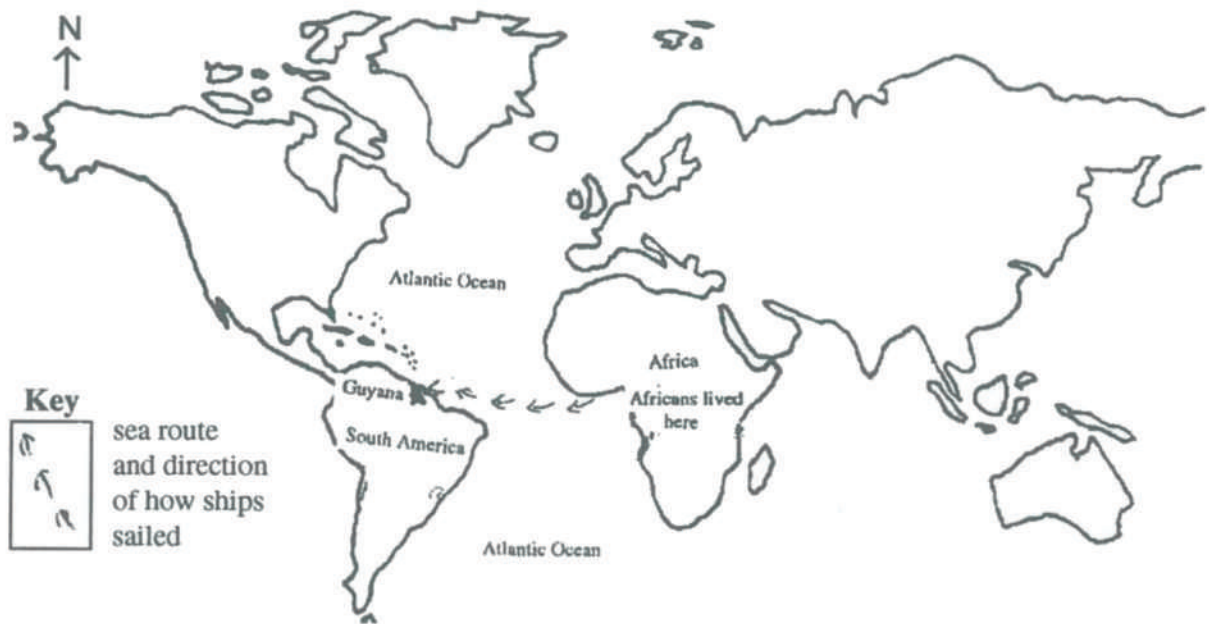 N
Atlantic Ocean
Africa
Guyana
Africans lived
here
Key
sea route
and direction
of how ships
sailed
South America
Atlantic Ocean